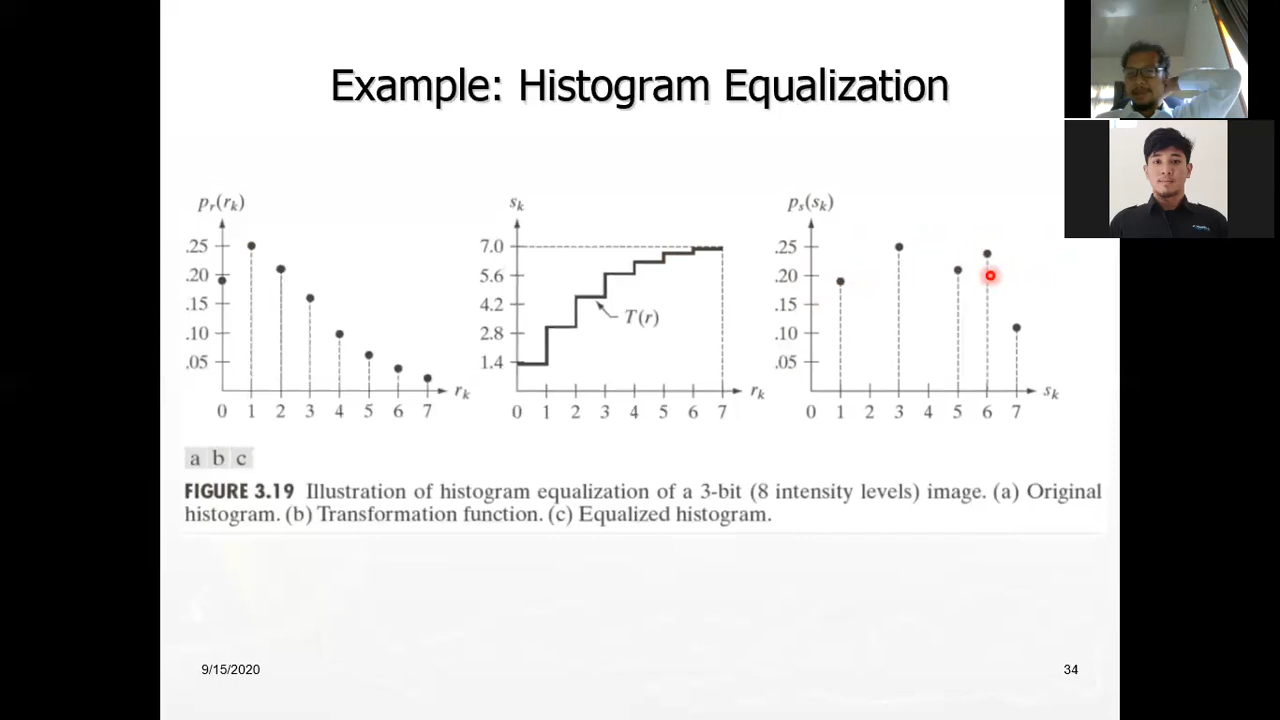 Example: Histogram Equalization
pr(rk)
.25
.20
.15
.10
.05
0 1 2 3 4 5 6 7
rk
sk
7.0
5.6
4.2
2.8
1.4
T(r)
0 1 2 3 4 5 6 7
rk
ps(sk)
.25
.20
.15
.10
.05
0 1 2 3 4 5 6 7
sk
a b c
FIGURE 3.19 Illustration of histogram equalization of a 3-bit (8 intensity levels) image. (a) Original
histogram. (b) Transformation function. (c) Equalized histogram.
9/15/2020
34